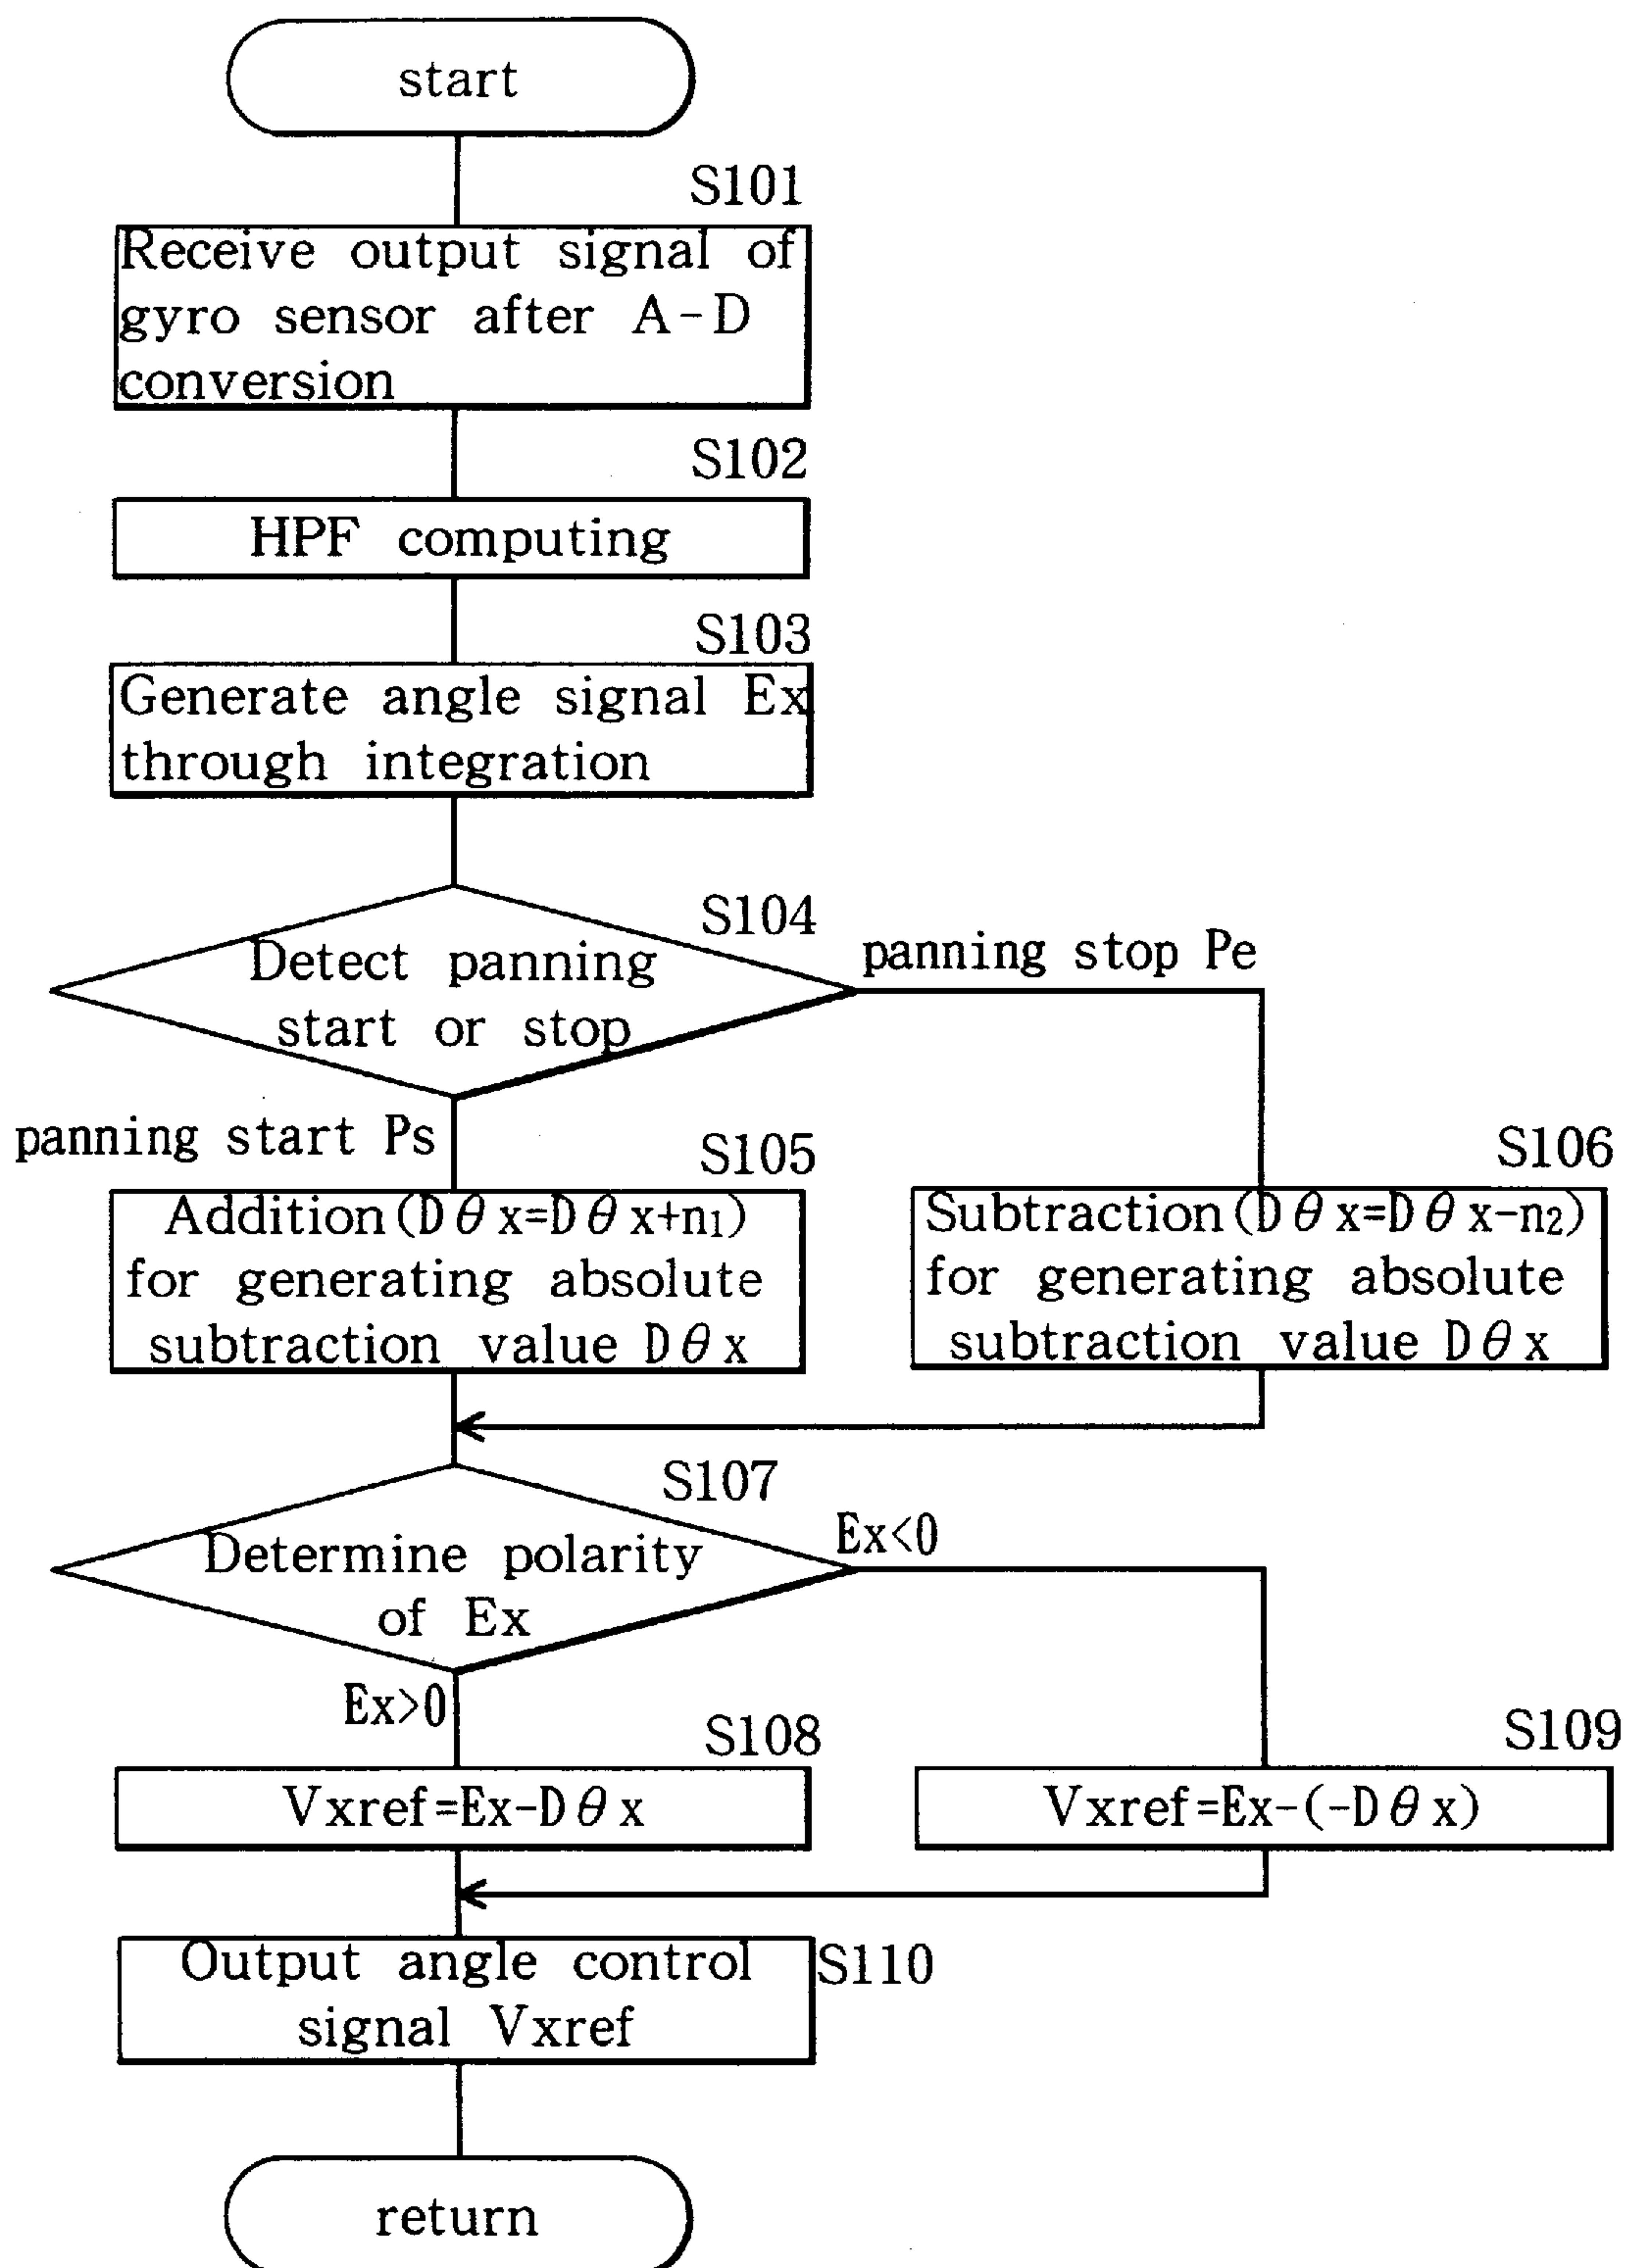 start
S101
Receive output signal of
gyro sensor after A-D
conversion
S102
HPF computing
S103
Generate angle signal Ex
through integration
S104
Detect panning
start or stop
panning stop Pe
panning start Ps
S105
Addition(Dθx=Dθx+n₁)
for generating absolute
subtraction value Dθx
S106
Subtraction(Dθx=Dθx-n₂)
for generating absolute
subtraction value Dθx
S107
Determine polarity
of Ex
Ex<0
Ex>0
S108
Vxref=Ex-Dθx
S109
Vxref=Ex-(-Dθx)
Output angle control
signal Vxref
S110
return